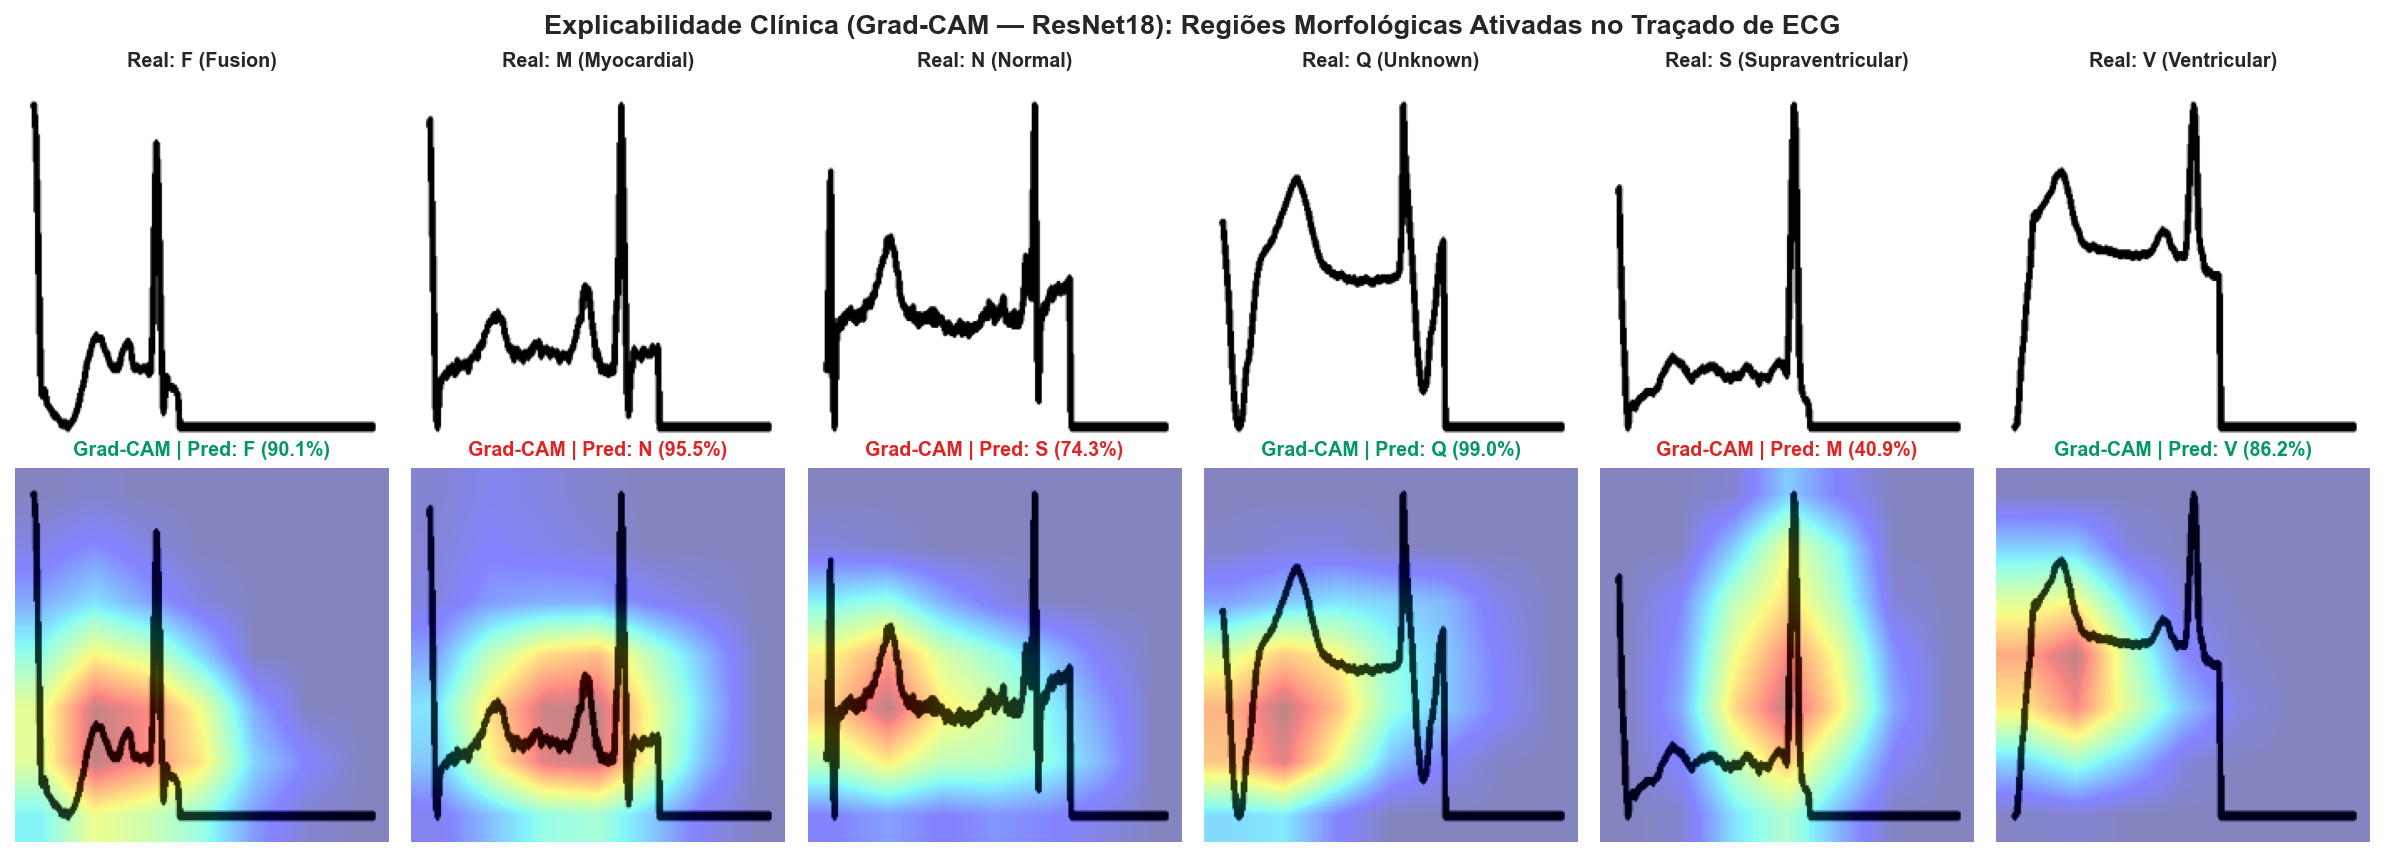 Explicabilidade Clínica (Grad-CAM — ResNet18): Regiões Morfológicas Ativadas no Traçado de ECG
Real: F (Fusion)
Real: M (Myocardial)
Real: N (Normal)
Real: Q (Unknown)
Real: S (Supraventricular)
Real: V (Ventricular)
Grad-CAM | Pred: F (90.1%)
Grad-CAM | Pred: N (95.5%)
Grad-CAM | Pred: S (74.3%)
Grad-CAM | Pred: Q (99.0%)
Grad-CAM | Pred: M (40.9%)
Grad-CAM | Pred: V (86.2%)